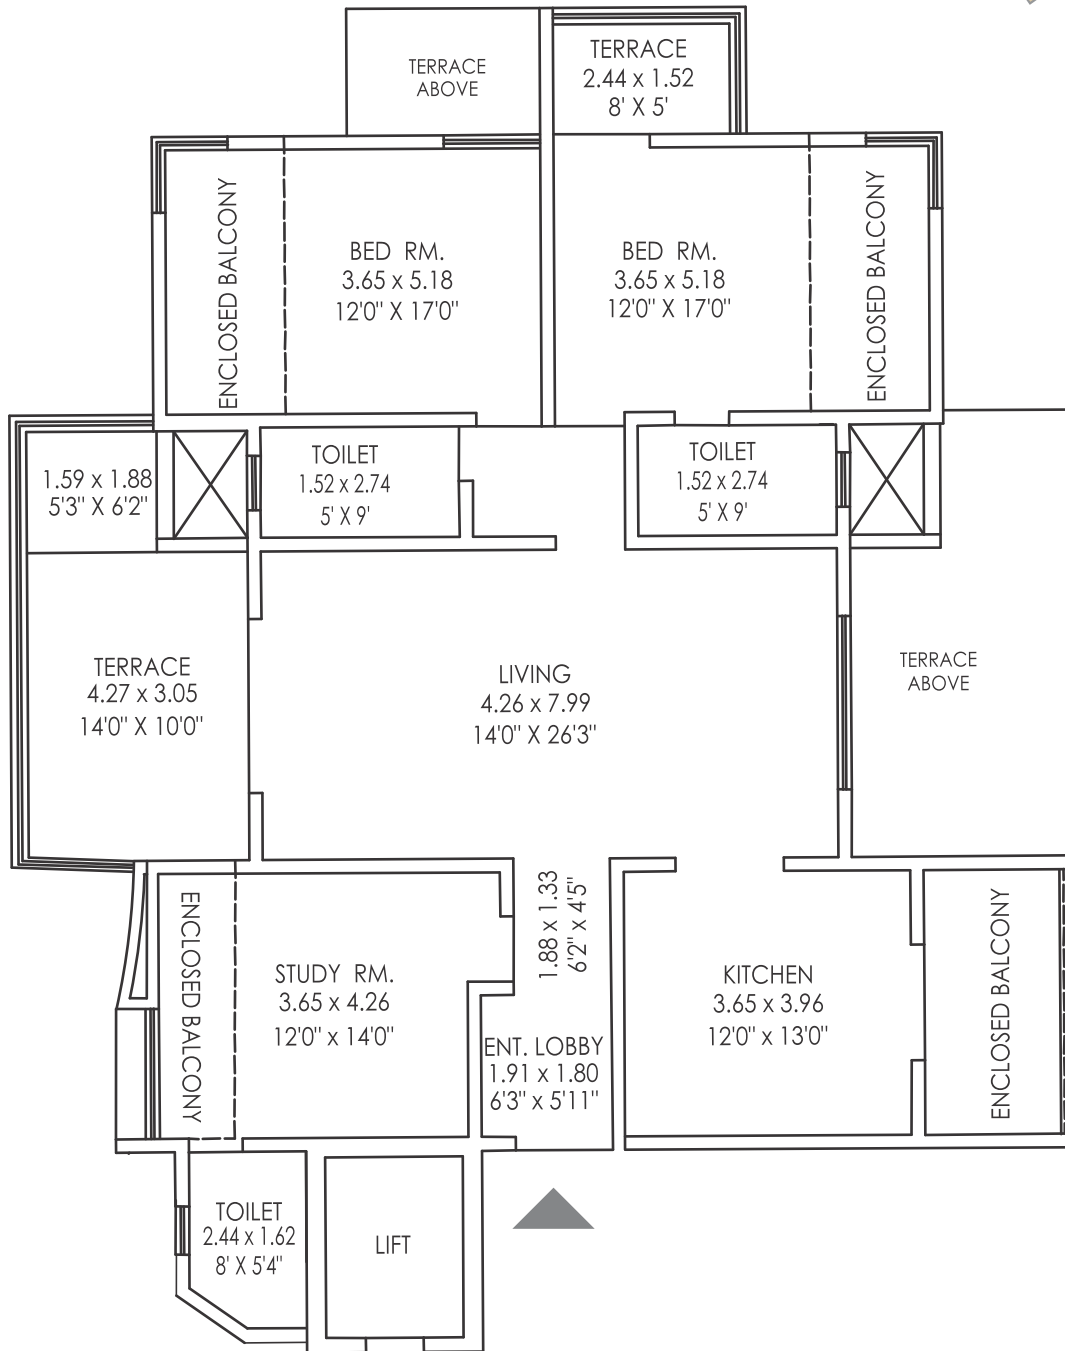 TERRACE
ABOVE
TERRACE
2.44 x 1.52
8' X 5'
ENCLOSED BALCONY
BED RM.
3.65 x 5.18
12'0" X 17'0"
BED RM.
3.65 x 5.18
12'0" X 17'0"
ENCLOSED BALCONY
1.59 x 1.88
5'3" X 6'2"
TOILET
1.52 x 2.74
5' X 9'
TOILET
1.52 x 2.74
5' X 9'
TERRACE
4.27 x 3.05
14'0" X 10'0"
LIVING
4.26 x 7.99
14'0" X 26'3"
TERRACE
ABOVE
ENCLOSED BALCONY
STUDY RM.
3.65 x 4.26
12'0" x 14'0"
1.88 x 1.33
6'2" x 4'5"
ENT. LOBBY
1.91 x 1.80
6'3" x 5'11"
KITCHEN
3.65 x 3.96
12'0" x 13'0"
ENCLOSED BALCONY
TOILET
2.44 x 1.62
8' X 5'4"
LIFT